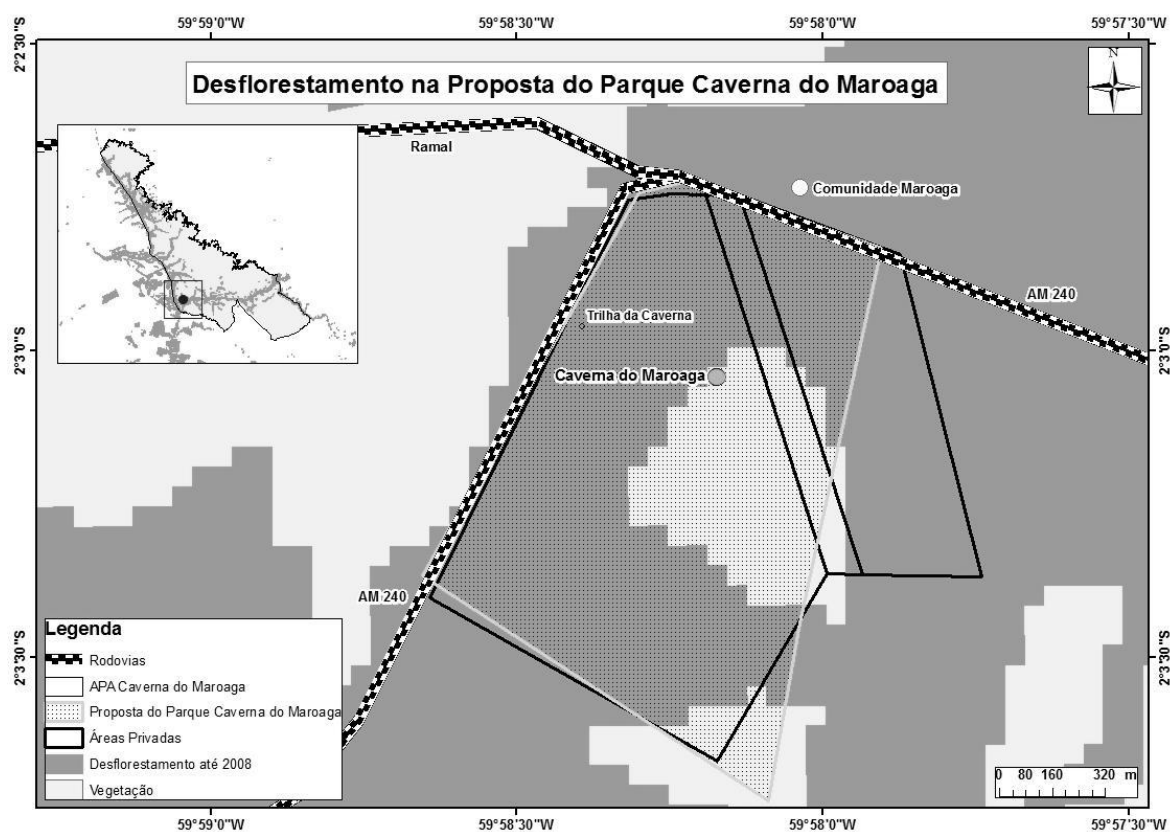 59°59'0"W 59°58'30"W 59°58'0"W 59°57'30"W
2°2'30"S
N
Desflorestamento na Proposta do Parque Caverna do Maroaga
Ramal
Comunidade Maroaga
AM 240
Trilha da Caverna
2°3'0"S 2°3'0"S
Caverna do Maroaga
AM 240
2°3'30"S 2°3'30"S
Legenda
Rodovias
APA Caverna do Maroaga
Proposta do Parque Caverna do Maroaga
Áreas Privadas
Desflorestamento até 2008
Vegetação
0 80 160 320 m
59°59'0"W 59°58'30"W 59°58'0"W 59°57'30"W